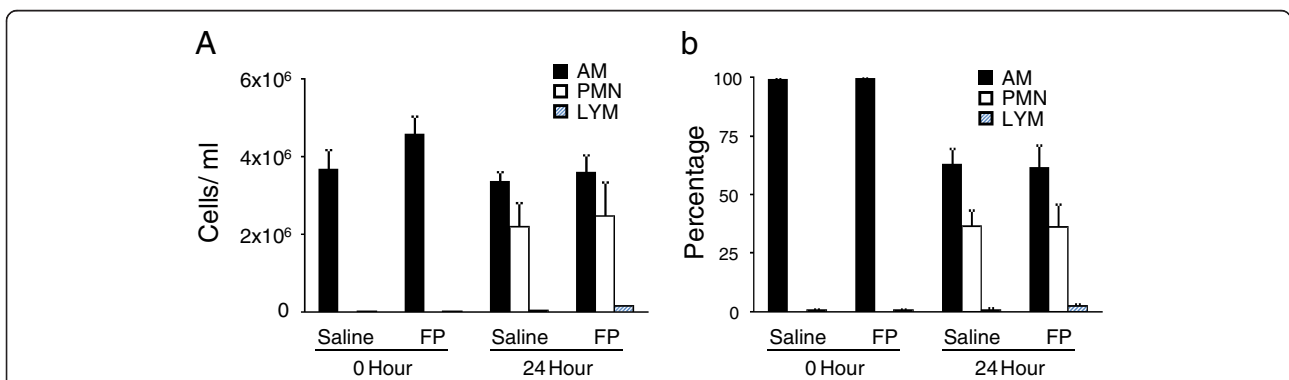 A
Cells/ ml
6x10⁶
4x10⁶
2x10⁶
0
AM
PMN
LYM
Saline FP Saline FP
0 Hour 24 Hour
b
Percentage
100
75
50
25
0
AM
PMN
LYM
Saline FP Saline FP
0 Hour 24 Hour